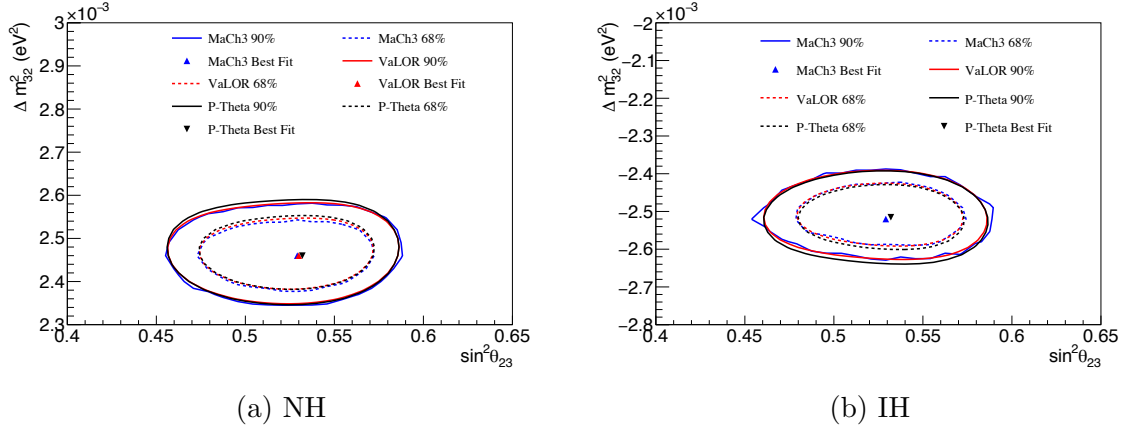 ×10⁻³
Δ m²₃₂ (eV²)
3
2.9
2.8
2.7
2.6
2.5
2.4
2.3
0.4 0.45 0.5 0.55 0.6 0.65
sin²θ₂₃
MaCh3 90% MaCh3 68%
MaCh3 Best Fit VaLOR 90%
VaLOR 68% VaLOR Best Fit
P-Theta 90% P-Theta 68%
P-Theta Best Fit
(a) NH
×10⁻³
Δ m²₃₂ (eV²)
−2
−2.1
−2.2
−2.3
−2.4
−2.5
−2.6
−2.7
−2.8
0.4 0.45 0.5 0.55 0.6 0.65
sin²θ₂₃
MaCh3 90% MaCh3 68%
MaCh3 Best Fit VaLOR 90%
VaLOR 68% P-Theta 90%
P-Theta 68% P-Theta Best Fit
(b) IH